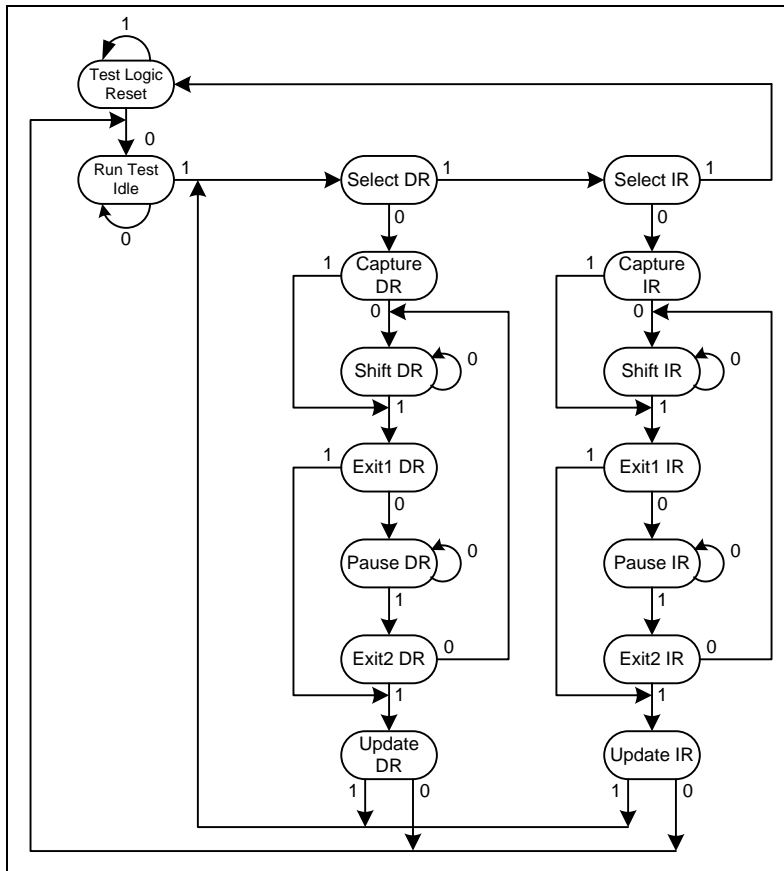 1
Test Logic
Reset
0
Run Test
Idle
1
0
Select DR
1
Select IR
1
0
0
Capture
DR
1
0
Capture
IR
1
0
Shift DR
0
1
Shift IR
0
1
Exit1 DR
1
0
Exit1 IR
1
0
Pause DR
0
1
Pause IR
0
1
Exit2 DR
0
1
Exit2 IR
0
1
Update
DR
1
0
Update IR
1
0